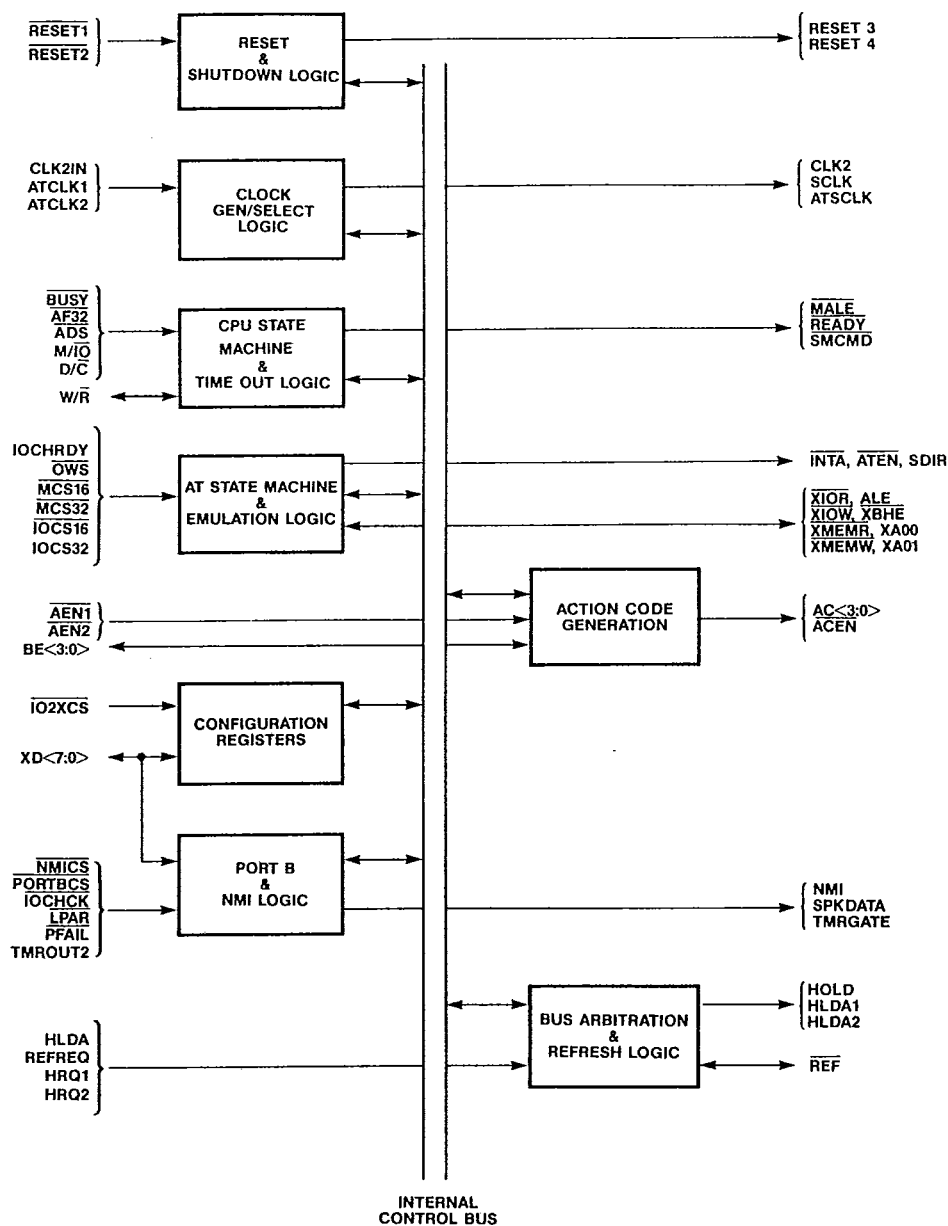 RESET1
RESET2
RESET
&
SHUTDOWN LOGIC
RESET 3
RESET 4
CLK2IN
ATCLK1
ATCLK2
CLOCK
GEN/SELECT
LOGIC
CLK2
SCLK
ATSCLK
BUSY
AF32
ADS
M/IO
D/C
W/R
CPU STATE
MACHINE
&
TIME OUT LOGIC
MALE
READY
SMCMD
IOCHRDY
OWS
MCS16
MCS32
IOCS16
IOCS32
AT STATE MACHINE
&
EMULATION LOGIC
INTA, ATEN, SDIR
XIOR, ALE
XIOW, XBHE
XMEMR, XA00
XMEMW, XA01
AEN1
AEN2
BE<3:0>
ACTION CODE
GENERATION
AC<3:0>
ACEN
IO2XCS
XD<7:0>
CONFIGURATION
REGISTERS
NMICS
PORTBCS
IOCHCK
LPAR
PFAIL
TMROUT2
PORT B
&
NMI LOGIC
NMI
SPKDATA
TMRGATE
HLDA
REFREQ
HRQ1
HRQ2
BUS ARBITRATION
&
REFRESH LOGIC
HOLD
HLDA1
HLDA2
REF
INTERNAL
CONTROL BUS